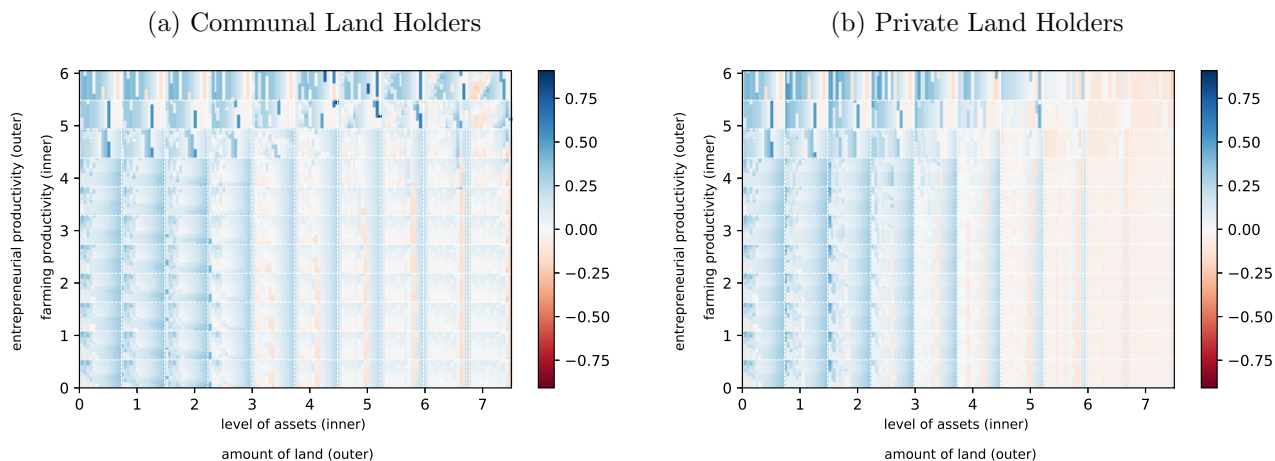 (a) Communal Land Holders
6
5
4
3
2
1
0
entrepreneurial productivity (outer)
farming productivity (inner)
0 1 2 3 4 5 6 7
level of assets (inner)
amount of land (outer)
0.75
0.50
0.25
0.00
−0.25
−0.50
−0.75
(b) Private Land Holders
6
5
4
3
2
1
0
entrepreneurial productivity (outer)
farming productivity (inner)
0 1 2 3 4 5 6 7
level of assets (inner)
amount of land (outer)
0.75
0.50
0.25
0.00
−0.25
−0.50
−0.75